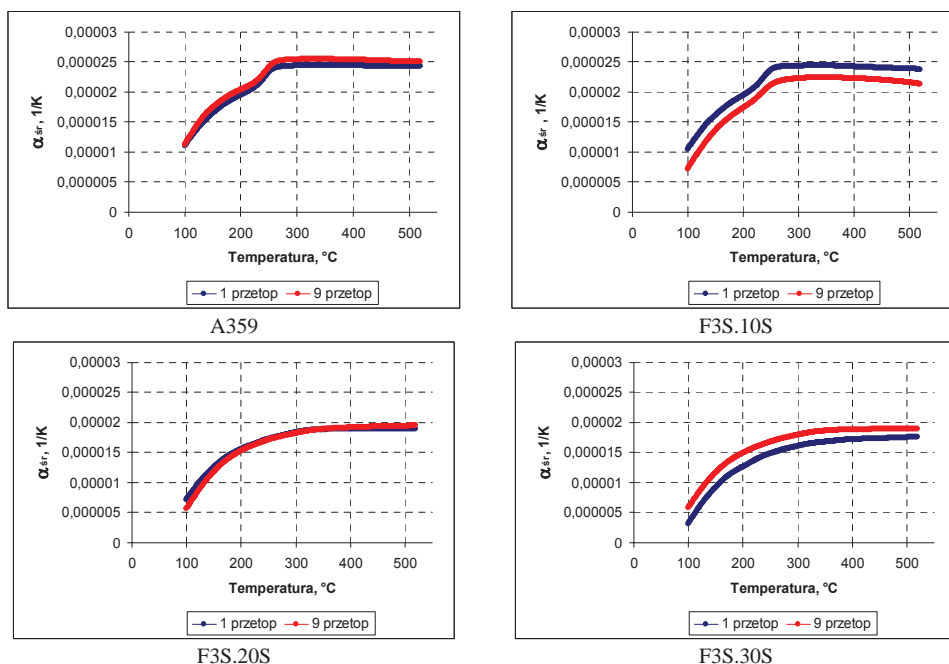 0,00003
0,000025
0,00002
0,000015
0,00001
0,000005
0
αśr, 1/K
0 100 200 300 400 500
Temperatura, °C
1 przetop 9 przetop
A359
0,00003
0,000025
0,00002
0,000015
0,00001
0,000005
0
αśr, 1/K
0 100 200 300 400 500
Temperatura, °C
1 przetop 9 przetop
F3S.10S
0,00003
0,000025
0,00002
0,000015
0,00001
0,000005
0
αśr, 1/K
0 100 200 300 400 500
Temperatura, °C
1 przetop 9 przetop
F3S.20S
0,00003
0,000025
0,00002
0,000015
0,00001
0,000005
0
αśr, 1/K
0 100 200 300 400 500
Temperatura, °C
1 przetop 9 przetop
F3S.30S